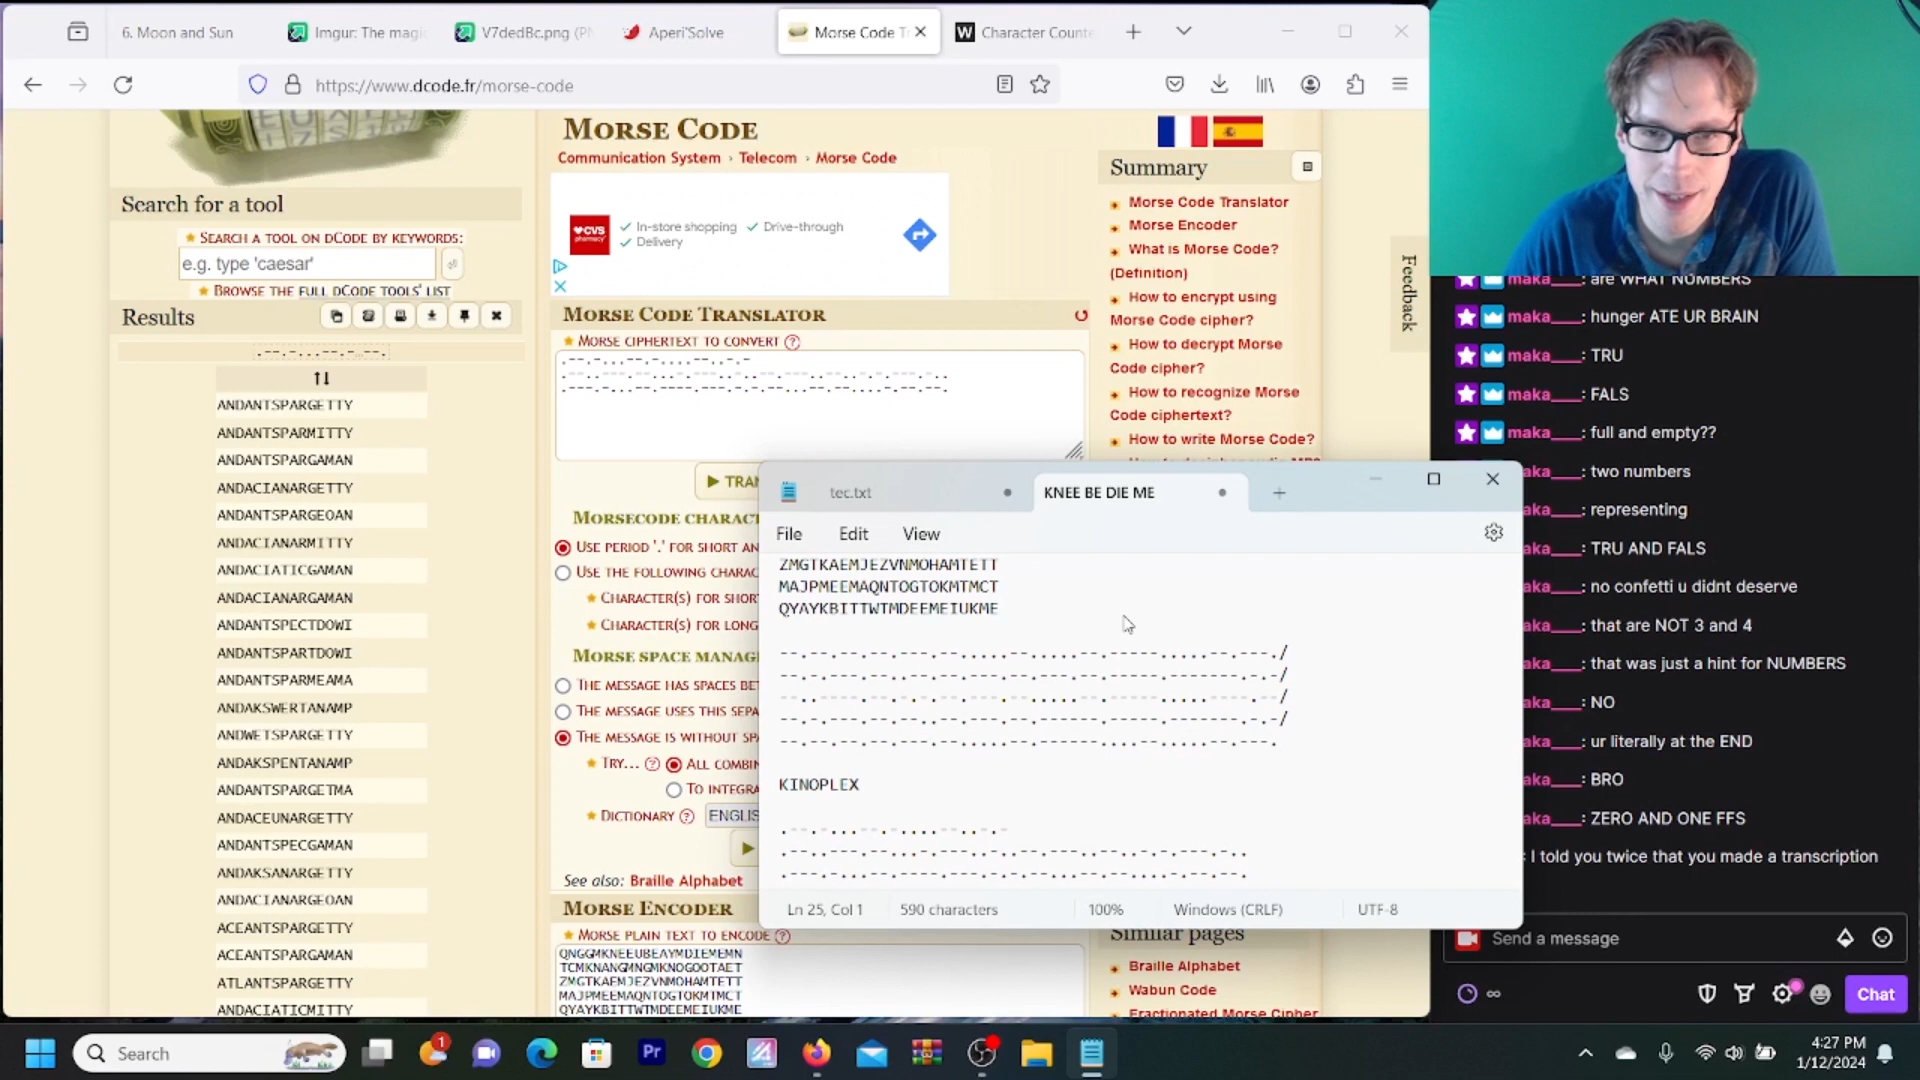 6. Moon and Sun
Imgur: The magi
V7dedBc.png (PN
Aperi'Solve
Morse Code T
Character Counte
https://www.dcode.fr/morse-code
Search for a tool
SEARCH A TOOL ON DCODE BY KEYWORDS:
e.g. type 'caesar'
BROWSE THE FULL DCODE TOOLS' LIST
Results
ANDANTSPARGETTY
ANDANTSPARMITTY
ANDANTSPARGAMAN
ANDACIANARGETTY
ANDANTSPARGEOAN
ANDACIANARMITTY
ANDACIATICGAMAN
ANDACIANARGAMAN
ANDANTSPECTDOWI
ANDANTSPARTDOWI
ANDANTSPARMEAMA
ANDAKSWERTANAMP
ANDWETSPARGETTY
ANDAKSPENTANAMP
ANDANTSPARGETMA
ANDACEUNARGETTY
ANDANTSPECGAMAN
ANDAKSANARGETTY
ANDACIANARGEOAN
ACEANTSPARGETTY
ACEANTSPARGAMAN
ATLANTSPARGETTY
ANDACIATICMITTY
MORSE CODE
Communication System › Telecom › Morse Code
CVS pharmacy
In-store shopping
Drive-through
Delivery
MORSE CODE TRANSLATOR
MORSE CIPHERTEXT TO CONVERT
TRAN
MORSECODE CHARACT
USE PERIOD '.' FOR SHORT AN
USE THE FOLLOWING CHARAC
CHARACTER(S) FOR SHOR
CHARACTER(S) FOR LONG
MORSE SPACE MANAG
THE MESSAGE HAS SPACES BET
THE MESSAGE USES THIS SEPA
THE MESSAGE IS WITHOUT SP
TRY...
ALL COMBIN
TO INTEGRA
DICTIONARY
ENGLIS
See also: Braille Alphabet
MORSE ENCODER
MORSE PLAIN TEXT TO ENCODE
QNGGMKNEEUBEAYMDIEMEMN
TCMKNANGMNGMKNOGOOTAET
ZMGTKAEMJEZVNMOHAMTETT
MAJPMEEMAQNTOGTOKMTMCT
QYAYKBITTWTMDEEMEIUKME
Summary
Morse Code Translator
Morse Encoder
What is Morse Code?
(Definition)
How to encrypt using
Morse Code cipher?
How to decrypt Morse
Code cipher?
How to recognize Morse
Code ciphertext?
How to write Morse Code?
Feedback
Similar pages
Braille Alphabet
Wabun Code
Fractionated Morse Cipher
tec.txt
KNEE BE DIE ME
File
Edit
View
ZMGTKAEMJEZVNMOHAMTETT
MAJPMEEMAQNTOGTOKMTMCT
QYAYKBITTWTMDEEMEIUKME
KINOPLEX
Ln 25, Col 1
590 characters
100%
Windows (CRLF)
UTF-8
maka___: are WHAT NUMBERS
maka___: hunger ATE UR BRAIN
maka___: TRU
maka___: FALS
maka___: full and empty??
maka___: two numbers
maka___: representing
aka___: TRU AND FALS
aka___: no confetti u didnt deserve
aka___: that are NOT 3 and 4
aka___: that was just a hint for NUMBERS
aka___: NO
aka___: ur literally at the END
aka___: BRO
aka___: ZERO AND ONE FFS
: I told you twice that you made a transcription
Send a message
Chat
Search
1
Pr
4:27 PM
1/12/2024